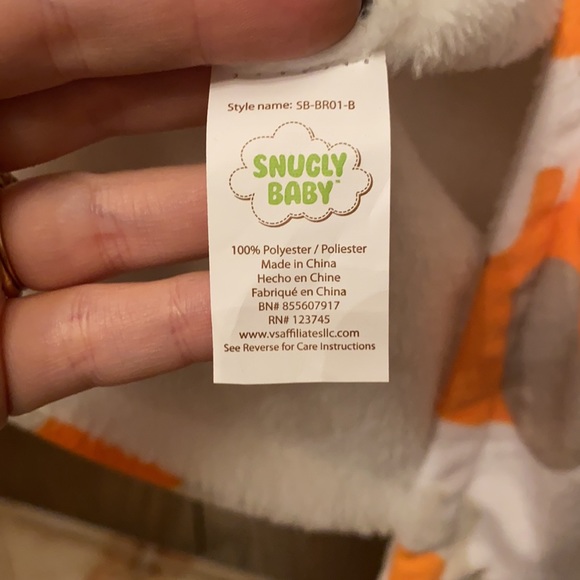 Style name: SB-BR01-B
SNUGLY
BABY™
100% Polyester / Poliester
Made in China
Hecho en Chine
Fabriqué en China
BN# 855607917
RN# 123745
www.vsaffiliatesllc.com
See Reverse for Care Instructions